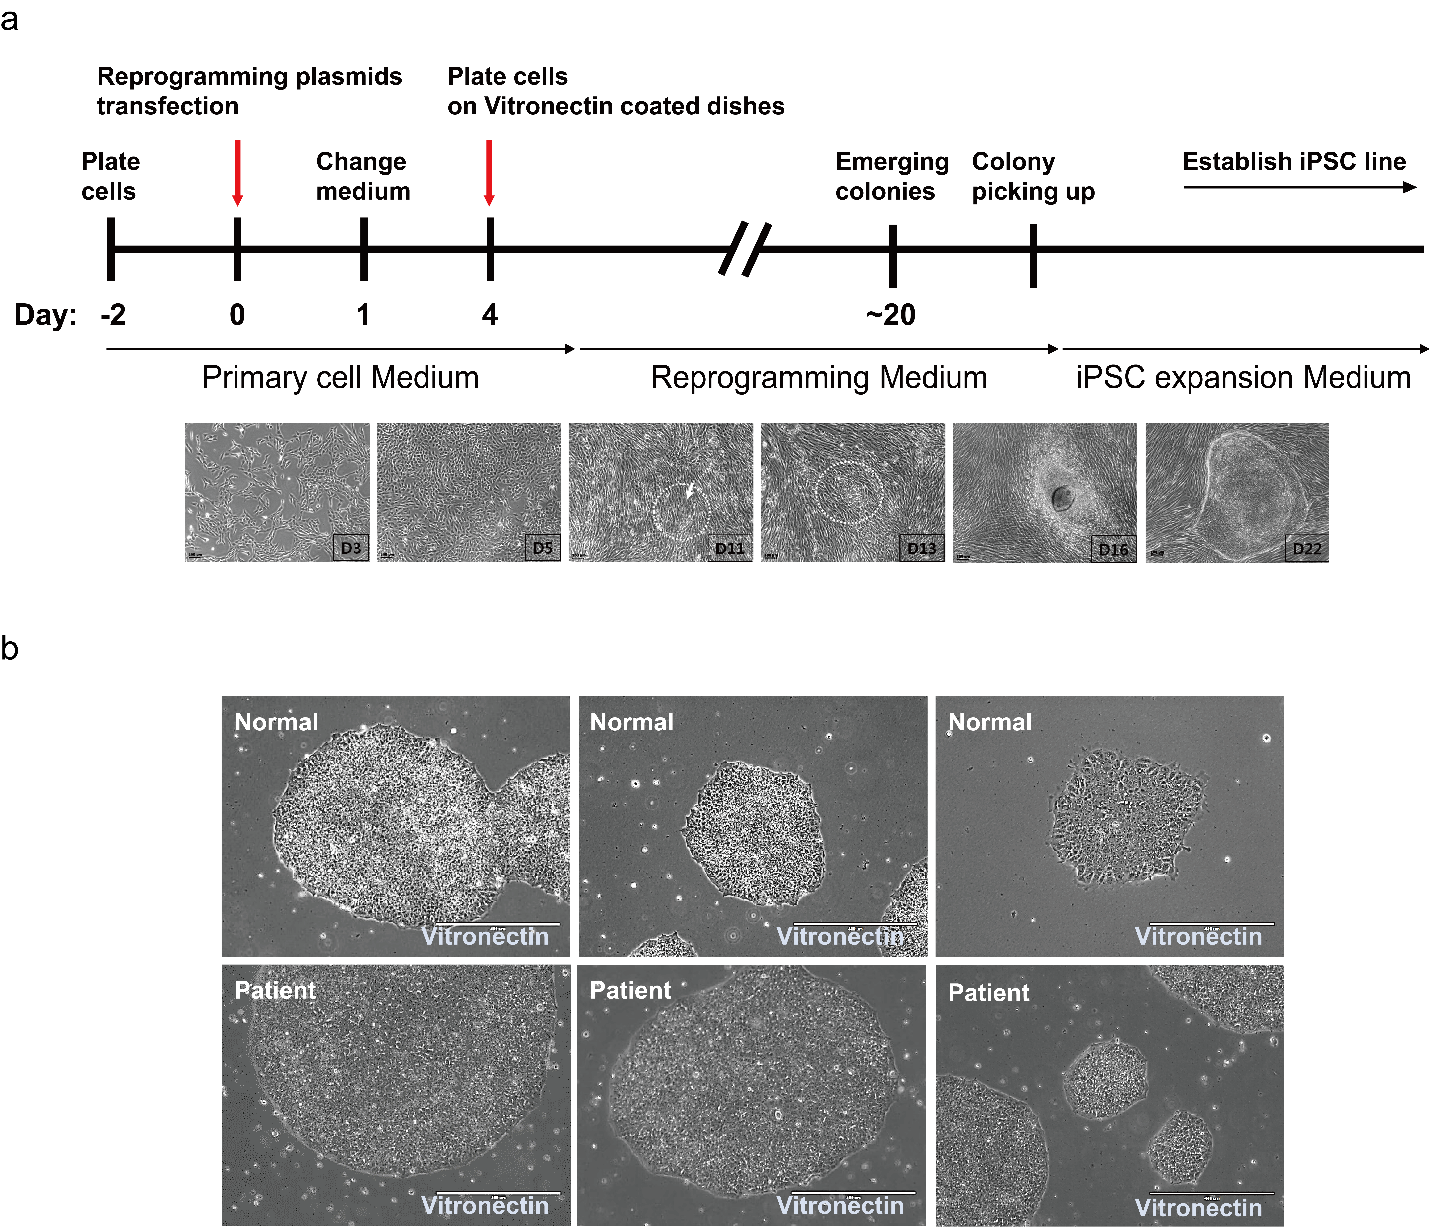 a
Reprogramming plasmids
transfection
Plate cells
on Vitronectin coated dishes
Plate
cells
Change
medium
Emerging
colonies
Colony
picking up
Establish iPSC line
Day: -2 0 1 4 ~20
Primary cell Medium
Reprogramming Medium
iPSC expansion Medium
D3
D5
D11
D13
D16
D22
b
Normal
Normal
Normal
Vitronectin
Vitronectin
Vitronectin
Patient
Patient
Patient
Vitronectin
Vitronectin
Vitronectin